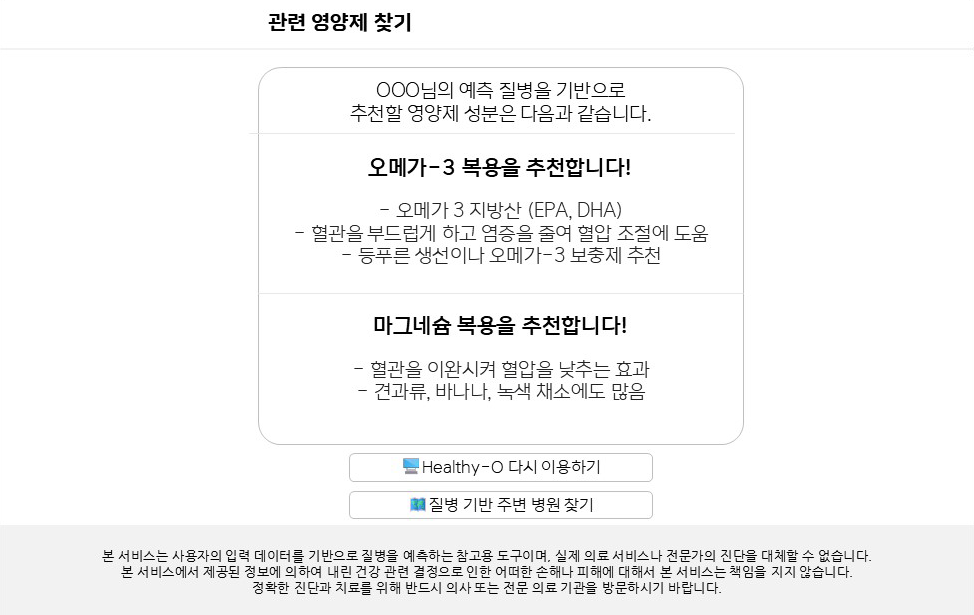 관련 영양제 찾기
OOO님의 예측 질병을 기반으로
추천할 영양제 성분은 다음과 같습니다.
오메가-3 복용을 추천합니다!
- 오메가 3 지방산 (EPA, DHA)
- 혈관을 부드럽게 하고 염증을 줄여 혈압 조절에 도움
- 등푸른 생선이나 오메가-3 보충제 추천
마그네슘 복용을 추천합니다!
- 혈관을 이완시켜 혈압을 낮추는 효과
- 견과류, 바나나, 녹색 채소에도 많음
Healthy-O 다시 이용하기
질병 기반 주변 병원 찾기
본 서비스는 사용자의 입력 데이터를 기반으로 질병을 예측하는 참고용 도구이며, 실제 의료 서비스나 전문가의 진단을 대체할 수 없습니다.
본 서비스에서 제공된 정보에 의하여 내린 건강 관련 결정으로 인한 어떠한 손해나 피해에 대해서 본 서비스는 책임을 지지 않습니다.
정확한 진단과 치료를 위해 반드시 의사 또는 전문 의료 기관을 방문하시기 바랍니다.